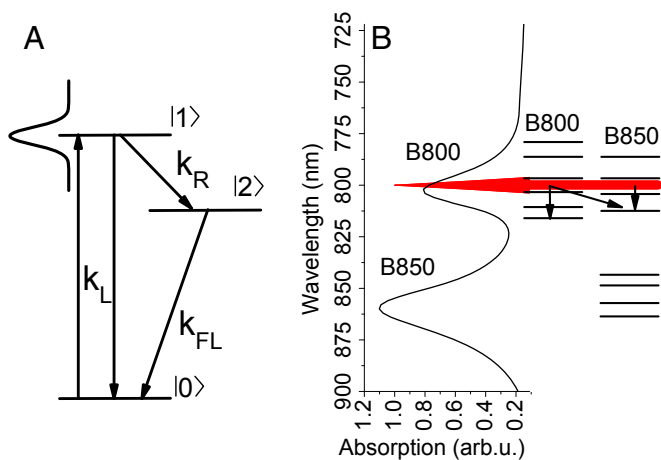 A
|1⟩
k_R
|2⟩
k_L
k_FL
|0⟩
B
Wavelength (nm)
725
750
775
800
825
850
875
900
B800
B850
B800
B850
1.2
1.0
0.8
0.6
0.4
0.2
Absorption (arb.u.)